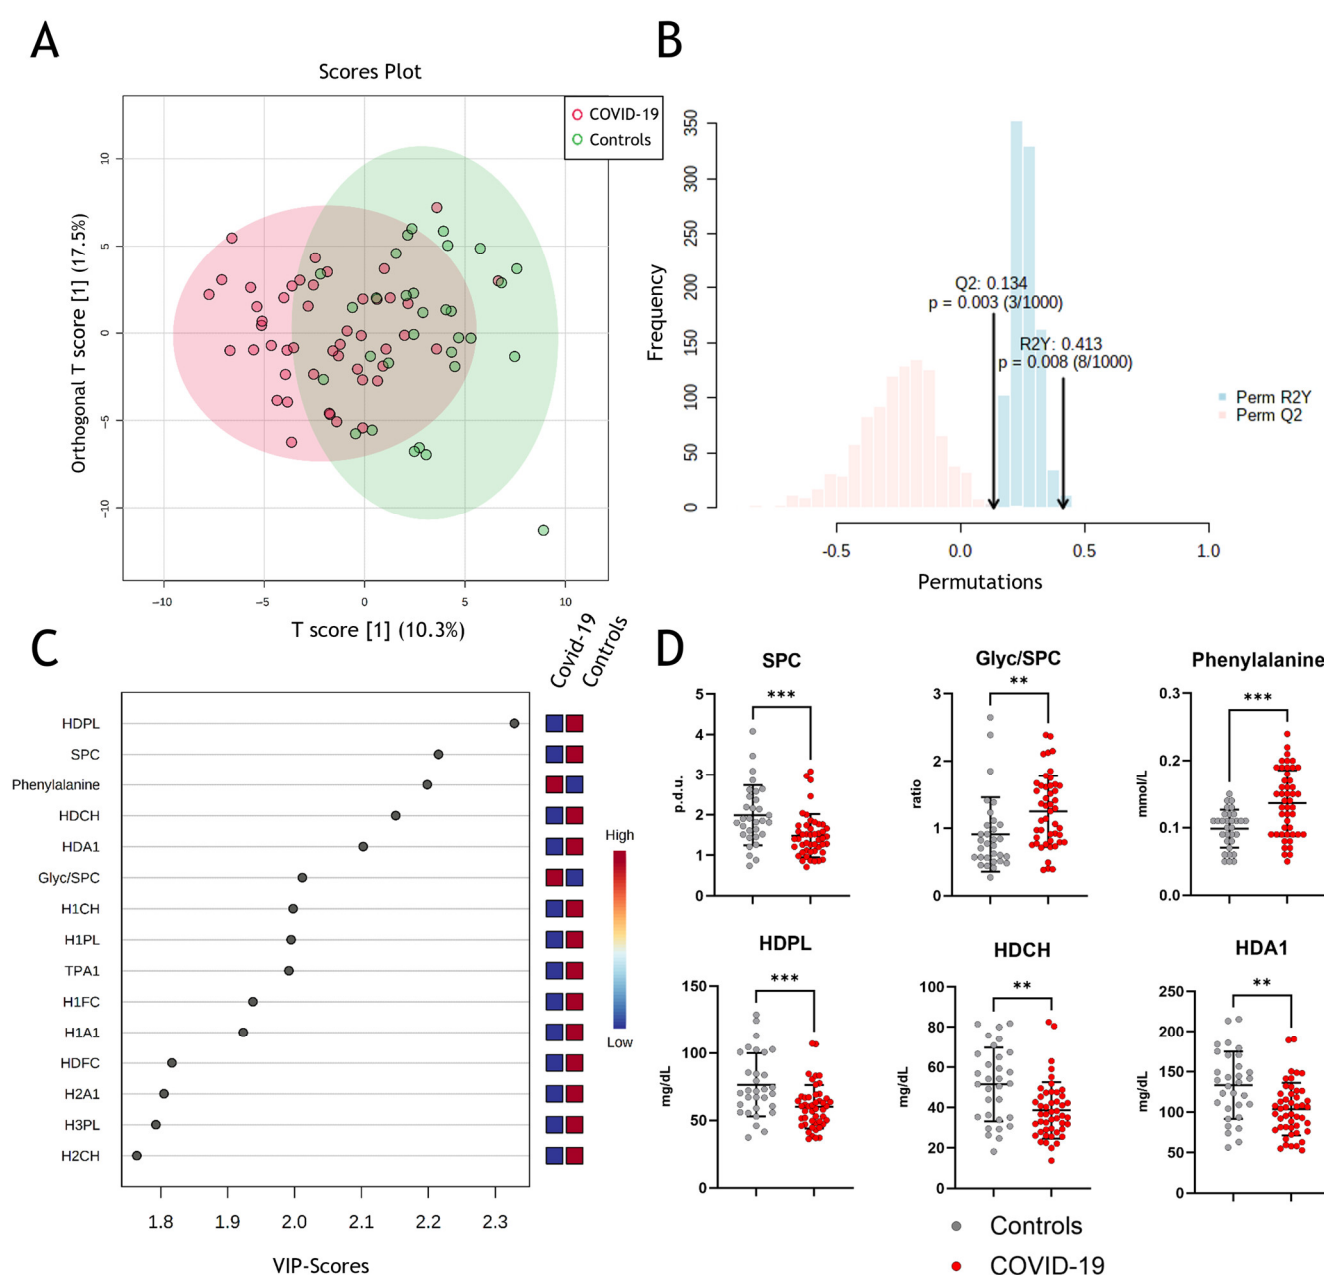 A
Scores Plot
COVID-19
Controls
10
5
0
−5
−10
Orthogonal T score [1] (17.5%)
−10
−5
0
5
10
T score [1] (10.3%)
B
350
300
250
200
150
100
50
0
Frequency
Q2: 0.134
p = 0.003 (3/1000)
R2Y: 0.413
p = 0.008 (8/1000)
Perm R2Y
Perm Q2
-0.5
0.0
0.5
1.0
Permutations
C
Covid-19
Controls
HDPL
SPC
Phenylalanine
HDCH
HDA1
Glyc/SPC
H1CH
H1PL
TPA1
H1FC
H1A1
HDFC
H2A1
H3PL
H2CH
High
Low
1.8
1.9
2.0
2.1
2.2
2.3
VIP-Scores
D
SPC
***
5
4
3
2
1
0
p.d.u.
Glyc/SPC
**
3
2
1
0
ratio
Phenylalanine
***
0.3
0.2
0.1
0.0
mmol/L
HDPL
***
150
100
50
0
mg/dL
HDCH
**
100
80
60
40
20
0
mg/dL
HDA1
**
250
200
150
100
50
0
mg/dL
Controls
COVID-19